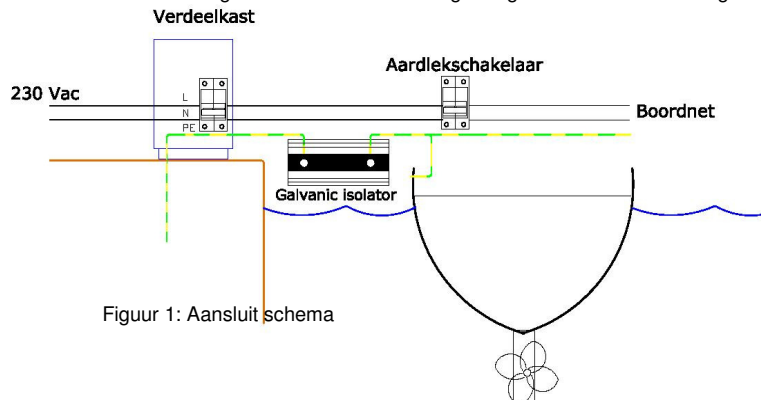 Verdeelkast
Aardlekschakelaar
230 Vac
L
N
PE
Boordnet
Galvanic isolator
Figuur 1: Aansluit schema